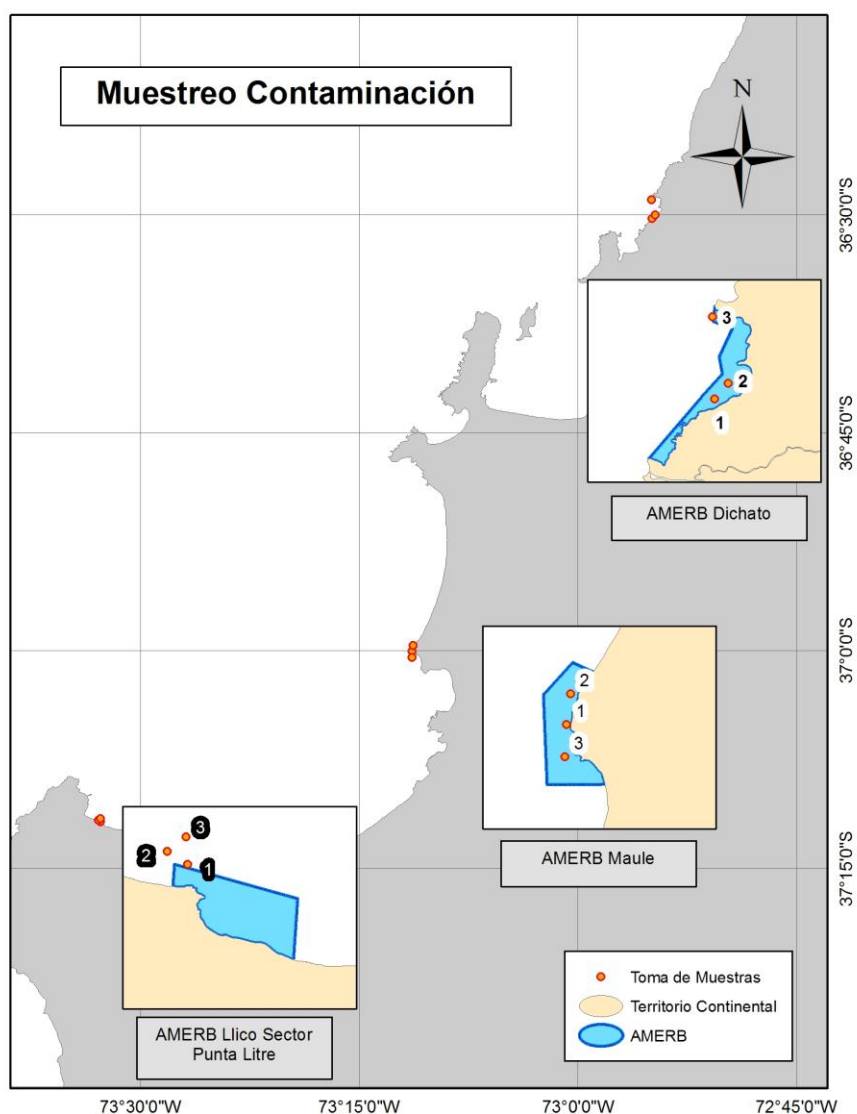 Muestreo Contaminación
N
36°30'0"S
3
2
1
AMERB Dichato
36°45'0"S
37°0'0"S
2
1
3
AMERB Maule
37°15'0"S
3
2
1
AMERB Llico Sector
Punta Litre
Toma de Muestras
Territorio Continental
AMERB
73°30'0"W
73°15'0"W
73°0'0"W
72°45'0"W